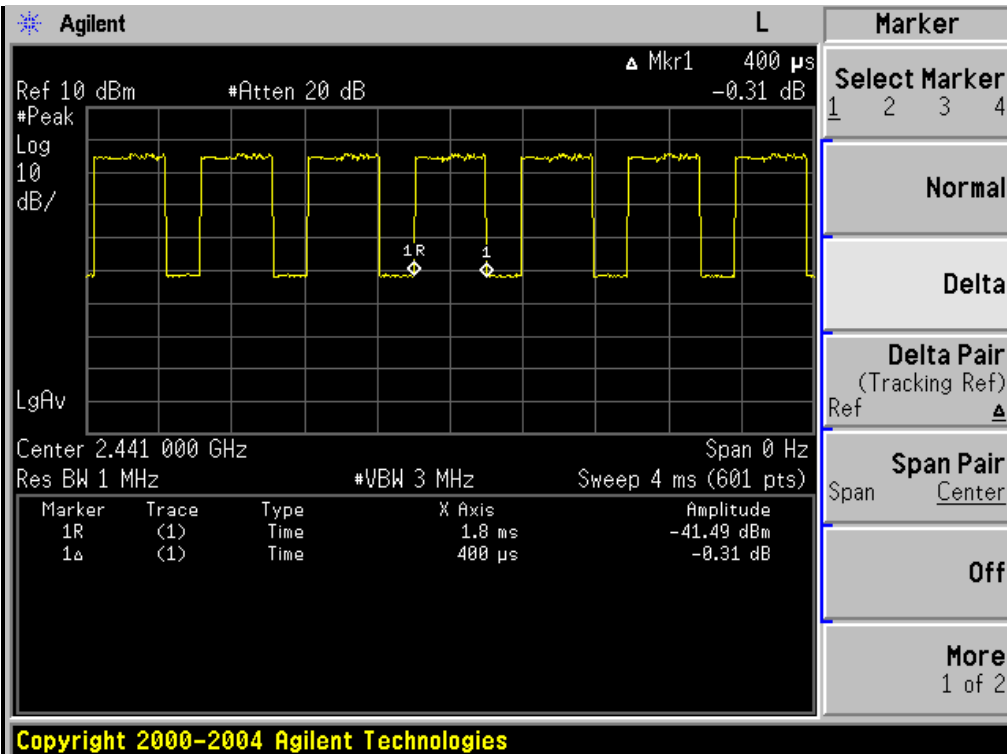 Agilent L Marker
Δ Mkr1 400 µs
Ref 10 dBm #Atten 20 dB -0.31 dB
#Peak
Log
10
dB/
1R 1
LgAv
Center 2.441 000 GHz Span 0 Hz
Res BW 1 MHz #VBW 3 MHz Sweep 4 ms (601 pts)
Marker Trace Type X Axis Amplitude
1R (1) Time 1.8 ms -41.49 dBm
1Δ (1) Time 400 µs -0.31 dB
Select Marker
1 2 3 4
Normal
Delta
Delta Pair
(Tracking Ref)
Ref Δ
Span Pair
Span Center
Off
More
1 of 2
Copyright 2000-2004 Agilent Technologies